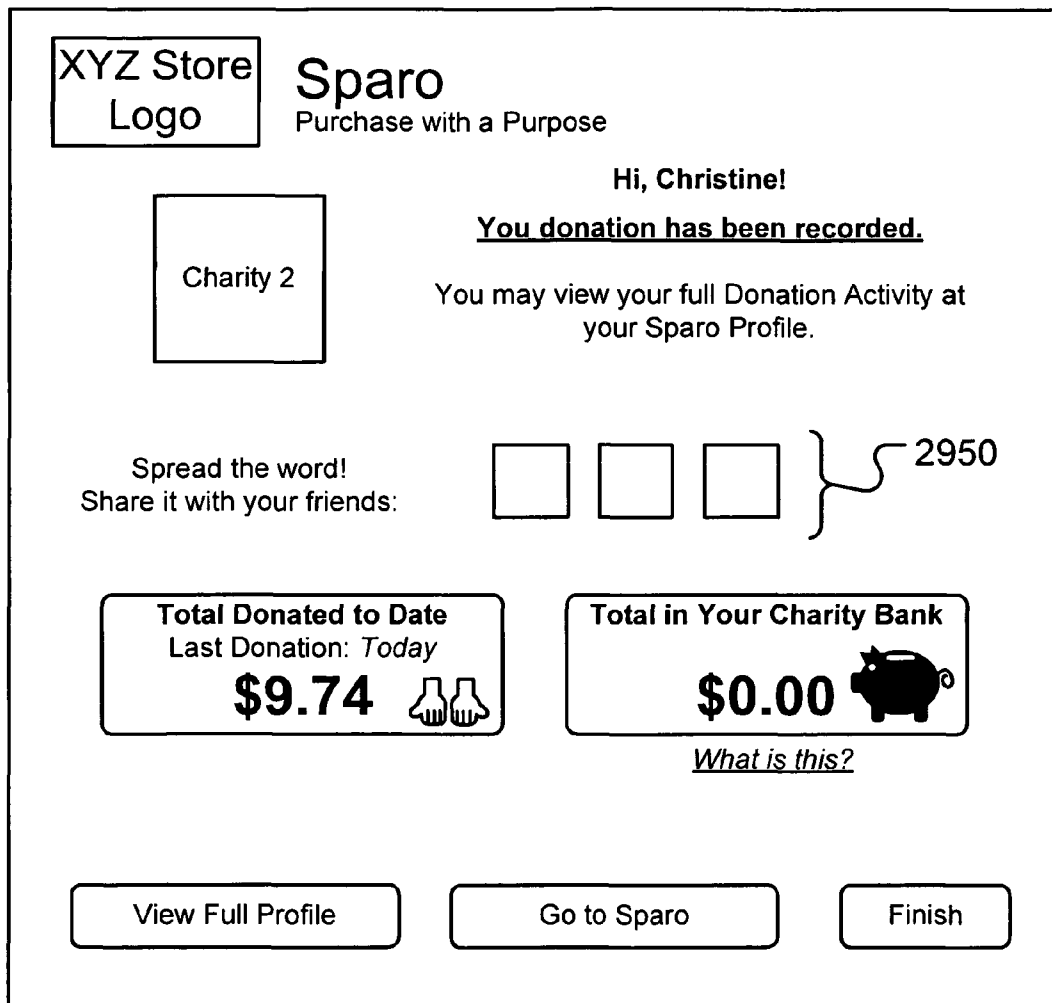 XYZ Store
Logo
Sparo
Purchase with a Purpose
Hi, Christine!
You donation has been recorded.
Charity 2
You may view your full Donation Activity at
your Sparo Profile.
Spread the word!
Share it with your friends:
2950
Total Donated to Date
Last Donation: Today
$9.74
Total in Your Charity Bank
$0.00
What is this?
View Full Profile
Go to Sparo
Finish